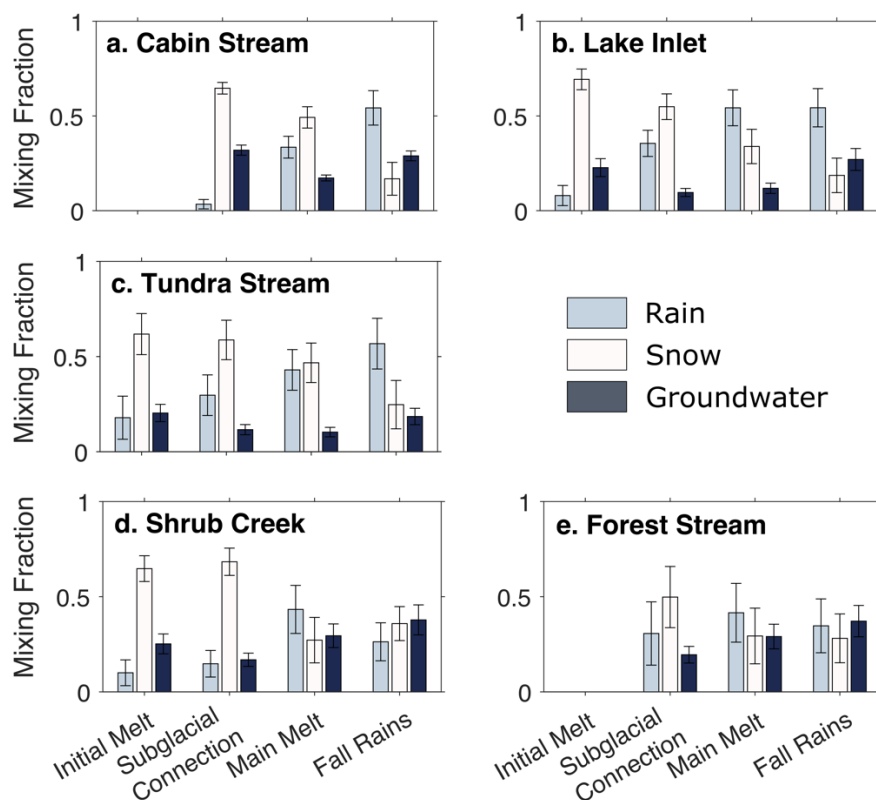 1
a. Cabin Stream
0.5
0
Mixing Fraction
1
b. Lake Inlet
0.5
0
1
c. Tundra Stream
0.5
0
Rain
Snow
Groundwater
1
d. Shrub Creek
0.5
0
Mixing Fraction
1
e. Forest Stream
0.5
0
Initial Melt
Subglacial
Connection
Main Melt
Fall Rains
Initial Melt
Subglacial
Connection
Main Melt
Fall Rains